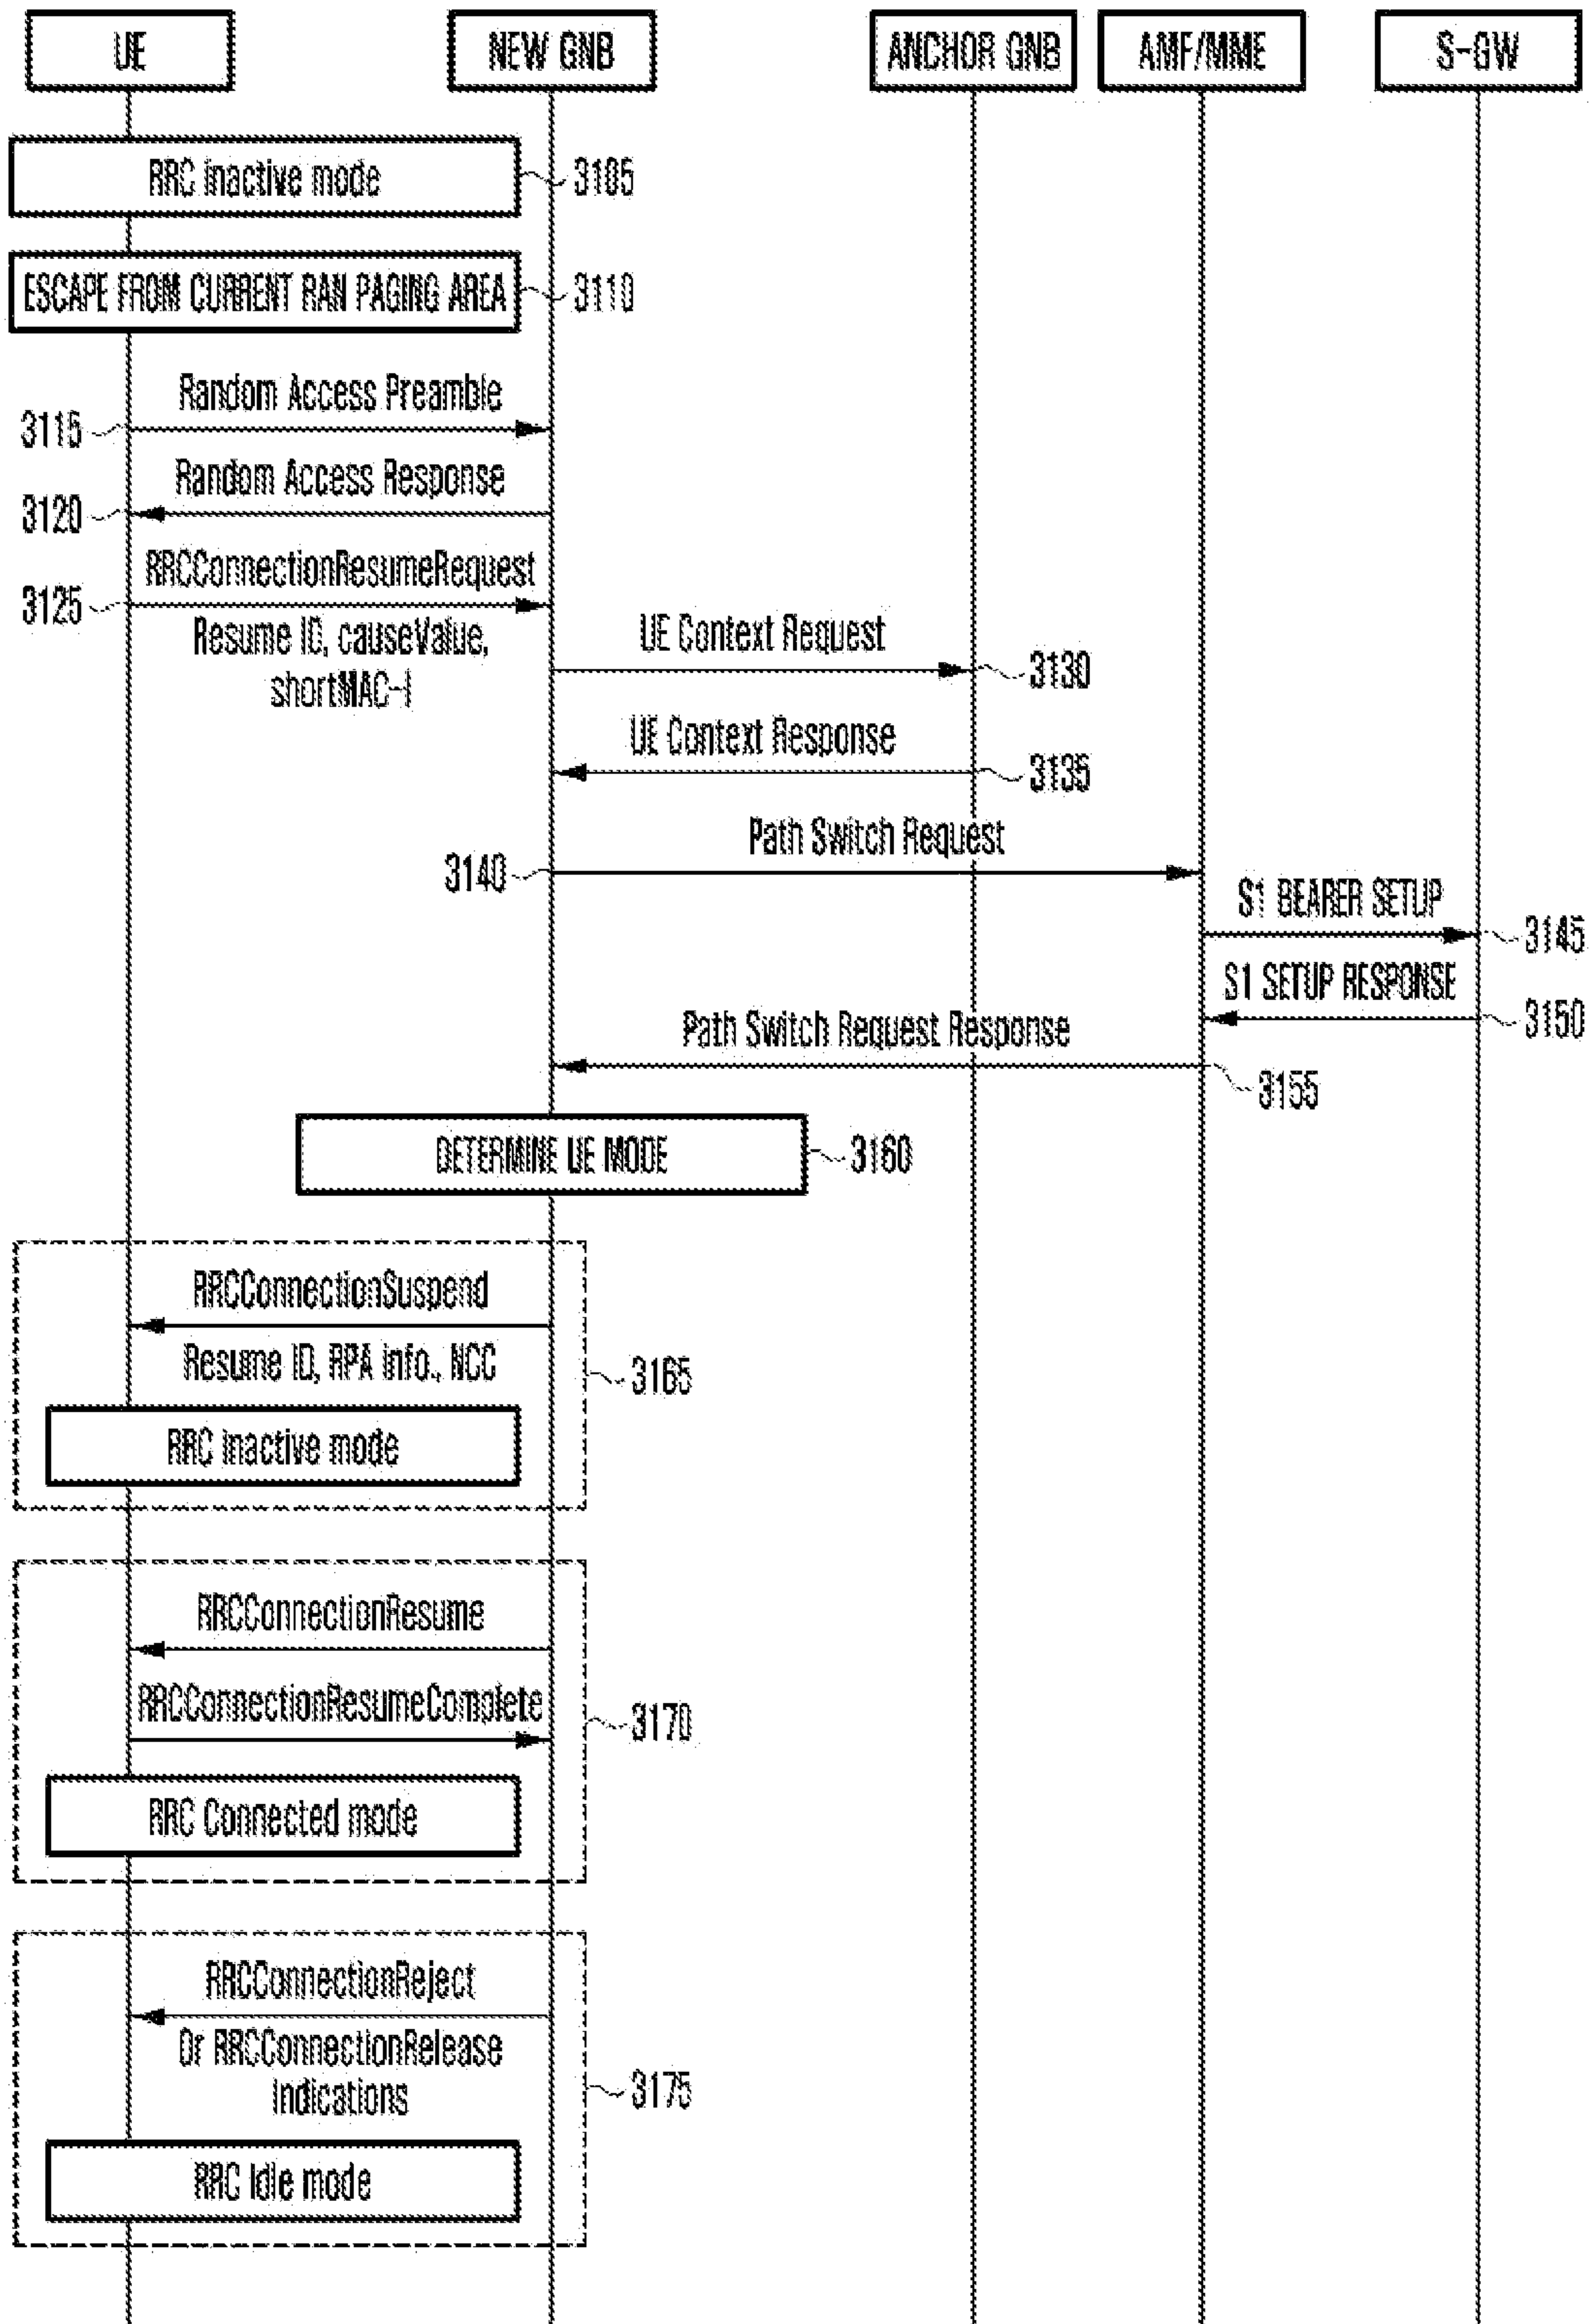 UE
NEW GNB
ANCHOR GNB
AMF/MME
S-GW
RRC inactive mode
3105
ESCAPE FROM CURRENT RAN PAGING AREA
3110
Random Access Preamble
3115
Random Access Response
3120
RRCConnectionResumeRequest
3125
Resume ID, causeValue,
shortMAC-I
UE Context Request
3130
UE Context Response
3135
Path Switch Request
3140
S1 BEARER SETUP
3145
S1 SETUP RESPONSE
3150
Path Switch Request Response
3155
DETERMINE UE MODE
3160
RRCConnectionSuspend
Resume ID, RPA info., NCC
3165
RRC inactive mode
RRCConnectionResume
RRCConnectionResumeComplete
3170
RRC Connected mode
RRCConnectionReject
Or RRCConnectionRelease
Indications
3175
RRC Idle mode